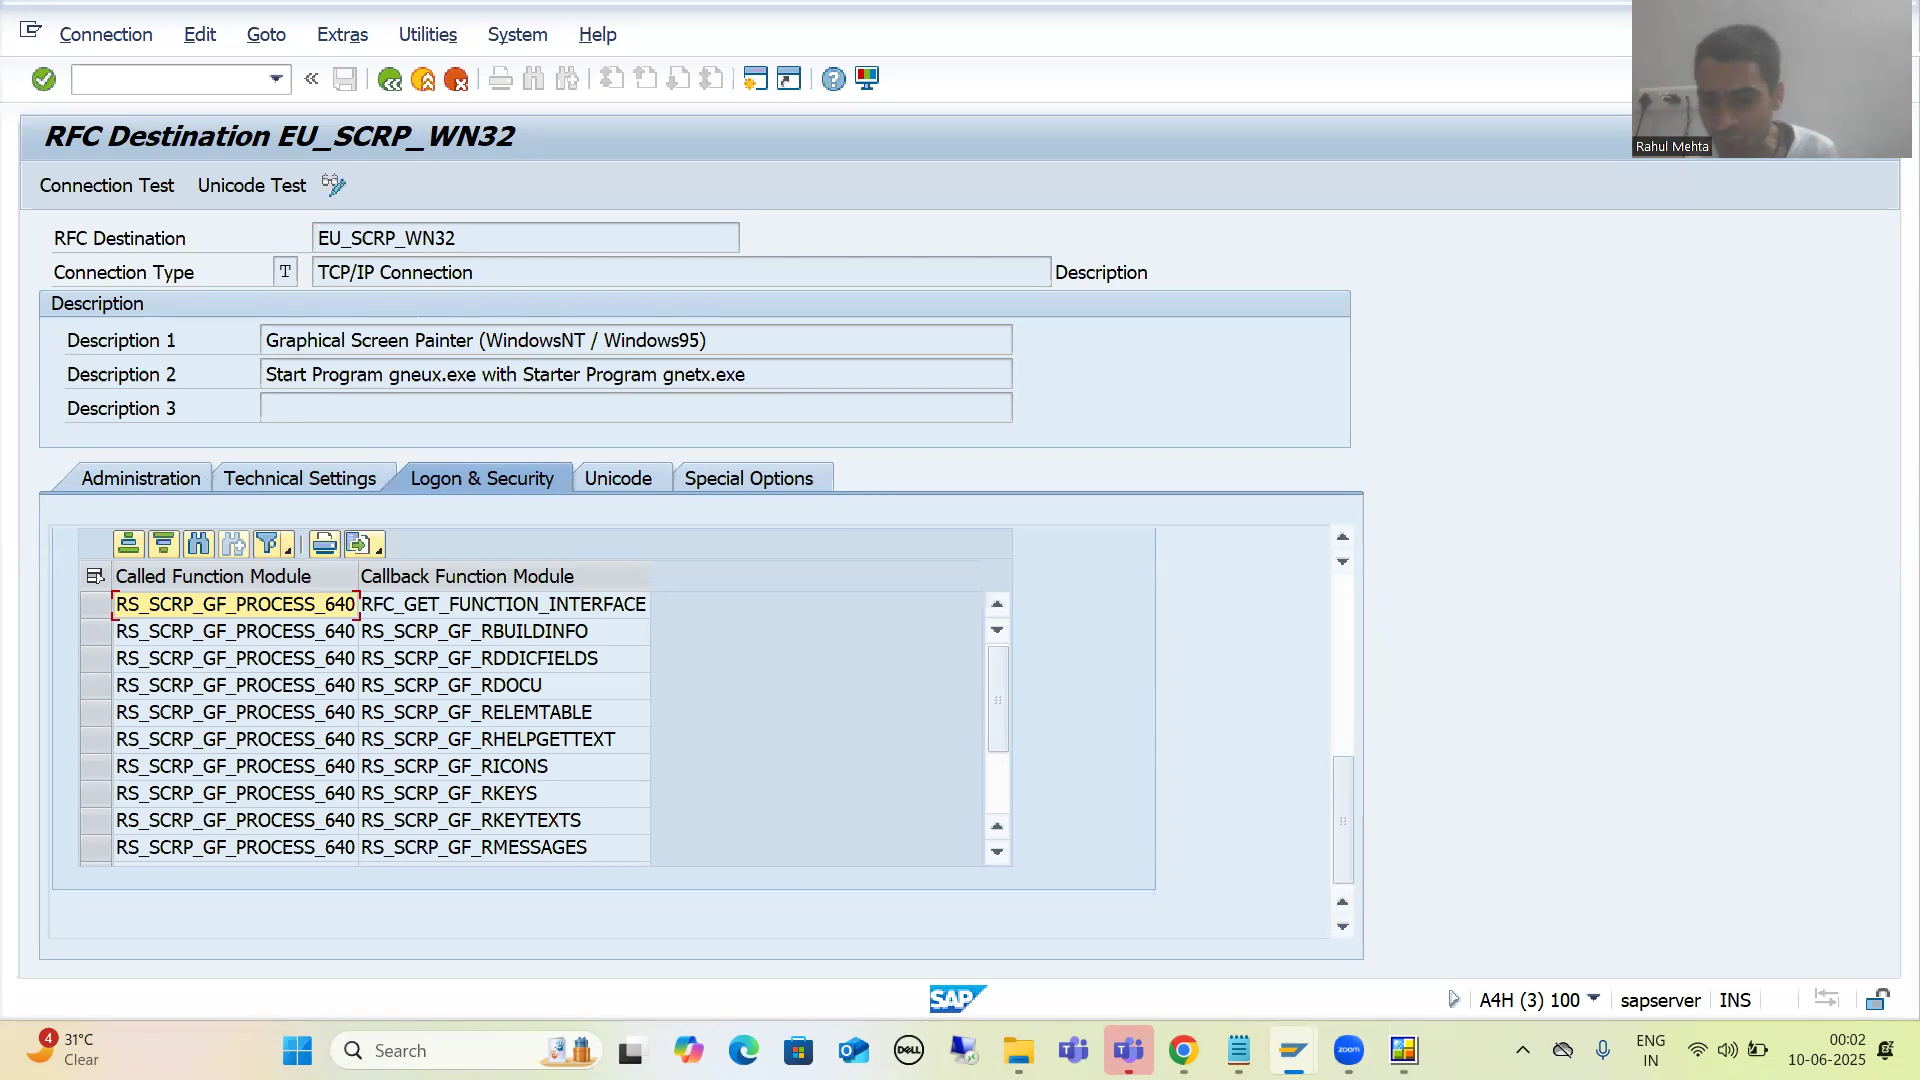 Connection Edit Goto Extras Utilities System Help
Rahul Mehta
RFC Destination EU_SCRP_WN32
Connection Test Unicode Test
RFC Destination EU_SCRP_WN32
Connection Type T TCP/IP Connection Description
Description
Description 1 Graphical Screen Painter (WindowsNT / Windows95)
Description 2 Start Program gneux.exe with Starter Program gnetx.exe
Description 3
Administration Technical Settings Logon & Security Unicode Special Options
Called Function Module Callback Function Module
RS_SCRP_GF_PROCESS_640 RFC_GET_FUNCTION_INTERFACE
RS_SCRP_GF_PROCESS_640 RS_SCRP_GF_RBUILDINFO
RS_SCRP_GF_PROCESS_640 RS_SCRP_GF_RDDICFIELDS
RS_SCRP_GF_PROCESS_640 RS_SCRP_GF_RDOCU
RS_SCRP_GF_PROCESS_640 RS_SCRP_GF_RELEMTABLE
RS_SCRP_GF_PROCESS_640 RS_SCRP_GF_RHELPGETTEXT
RS_SCRP_GF_PROCESS_640 RS_SCRP_GF_RICONS
RS_SCRP_GF_PROCESS_640 RS_SCRP_GF_RKEYS
RS_SCRP_GF_PROCESS_640 RS_SCRP_GF_RKEYTEXTS
RS_SCRP_GF_PROCESS_640 RS_SCRP_GF_RMESSAGES
SAP A4H (3) 100 sapserver INS
4 31°C
Clear
Search
DELL
zoom
ENG
IN
00:02
10-06-2025